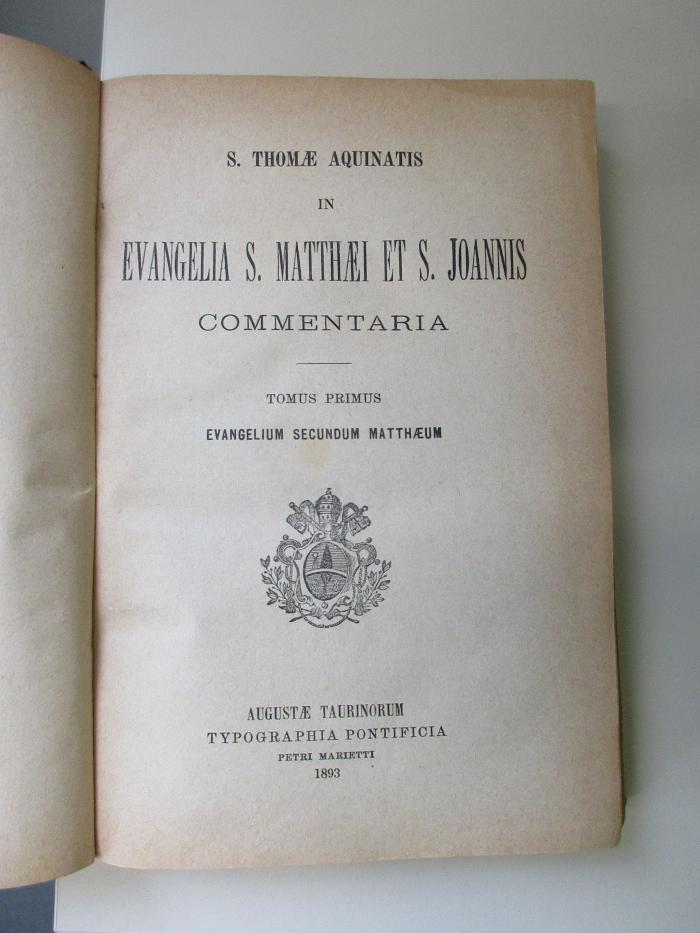 S. THOMÆ AQUINATIS
IN
EVANGELIA S. MATTHÆI ET S. JOANNIS
COMMENTARIA
TOMUS PRIMUS
EVANGELIUM SECUNDUM MATTHÆUM
AUGUSTÆ TAURINORUM
TYPOGRAPHIA PONTIFICIA
PETRI MARIETTI
1893